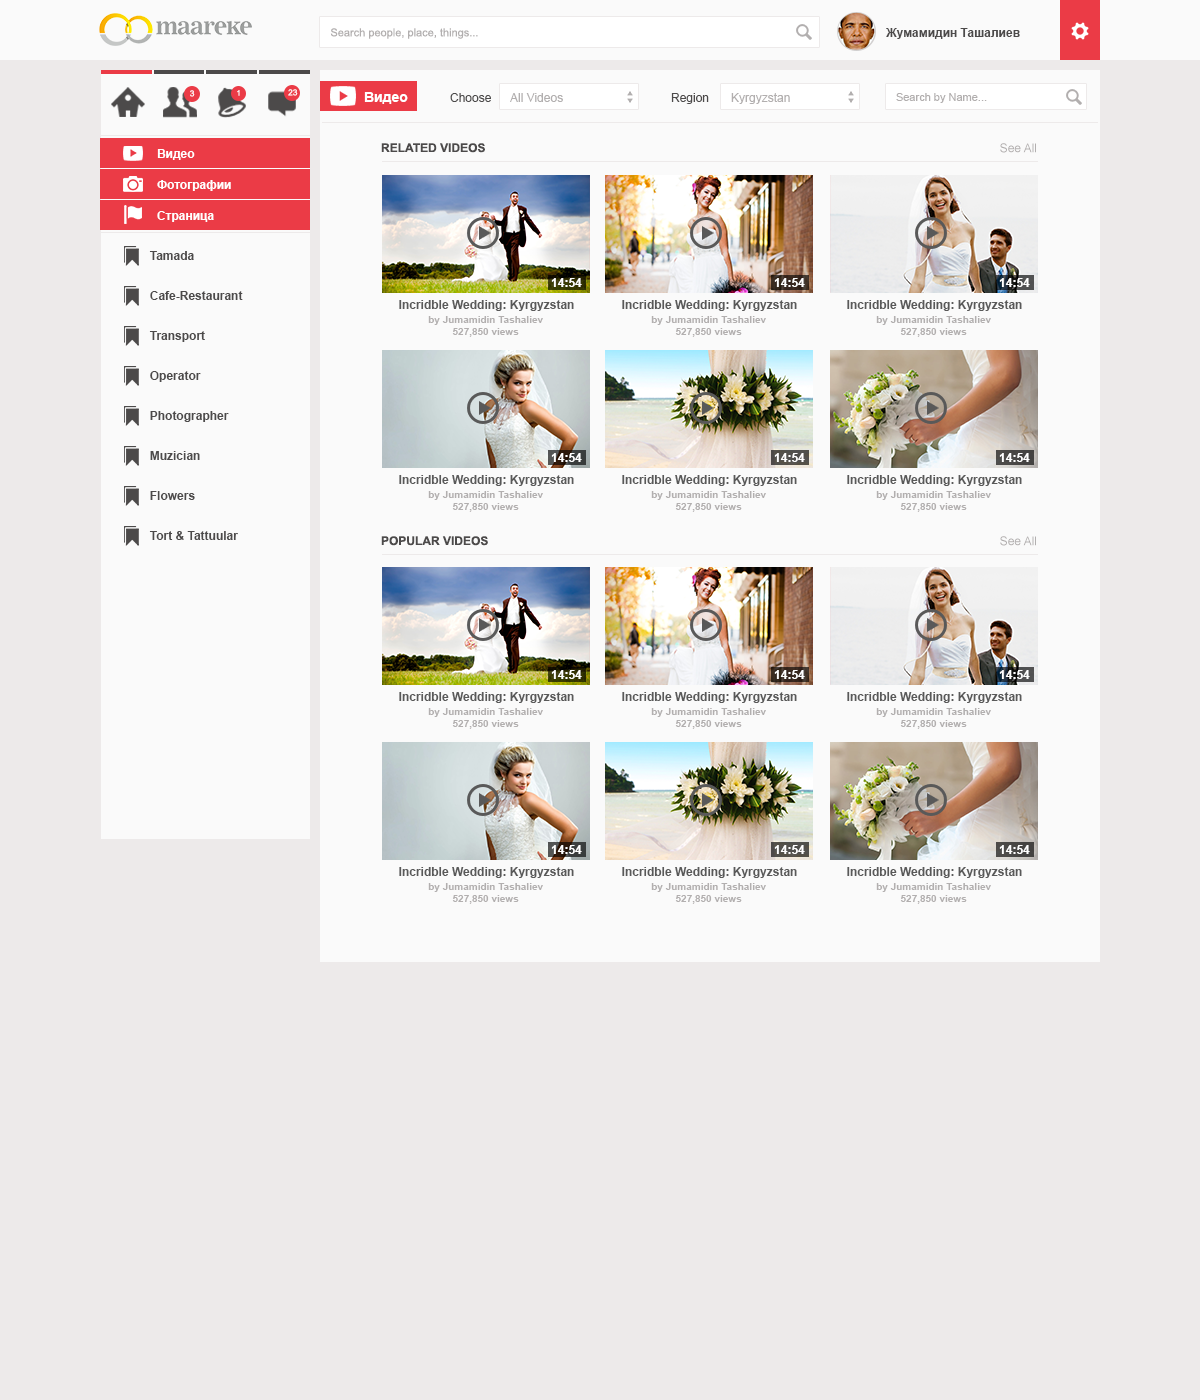 maareke
Search people, place, things...
Жумамидин Ташалиев
3
1
23
Видео
Choose
All Videos
Region
Kyrgyzstan
Search by Name...
Видео
Фотографии
Страница
Tamada
Cafe-Restaurant
Transport
Operator
Photographer
Muzician
Flowers
Tort & Tattuular
RELATED VIDEOS
See All
14:54
14:54
14:54
Incridble Wedding: Kyrgyzstan
by Jumamidin Tashaliev
527,850 views
Incridble Wedding: Kyrgyzstan
by Jumamidin Tashaliev
527,850 views
Incridble Wedding: Kyrgyzstan
by Jumamidin Tashaliev
527,850 views
14:54
14:54
14:54
Incridble Wedding: Kyrgyzstan
by Jumamidin Tashaliev
527,850 views
Incridble Wedding: Kyrgyzstan
by Jumamidin Tashaliev
527,850 views
Incridble Wedding: Kyrgyzstan
by Jumamidin Tashaliev
527,850 views
POPULAR VIDEOS
See All
14:54
14:54
14:54
Incridble Wedding: Kyrgyzstan
by Jumamidin Tashaliev
527,850 views
Incridble Wedding: Kyrgyzstan
by Jumamidin Tashaliev
527,850 views
Incridble Wedding: Kyrgyzstan
by Jumamidin Tashaliev
527,850 views
14:54
14:54
14:54
Incridble Wedding: Kyrgyzstan
by Jumamidin Tashaliev
527,850 views
Incridble Wedding: Kyrgyzstan
by Jumamidin Tashaliev
527,850 views
Incridble Wedding: Kyrgyzstan
by Jumamidin Tashaliev
527,850 views